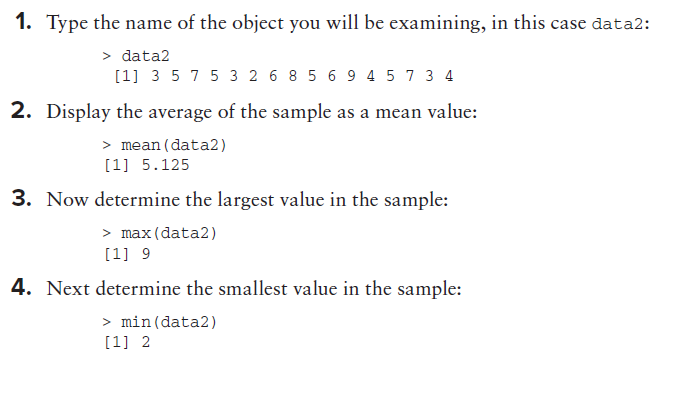 1. Type the name of the object you will be examining, in this case data2:
> data2
[1] 3 5 7 5 3 2 6 8 5 6 9 4 5 7 3 4
2. Display the average of the sample as a mean value:
> mean(data2)
[1] 5.125
3. Now determine the largest value in the sample:
> max(data2)
[1] 9
4. Next determine the smallest value in the sample:
> min(data2)
[1] 2